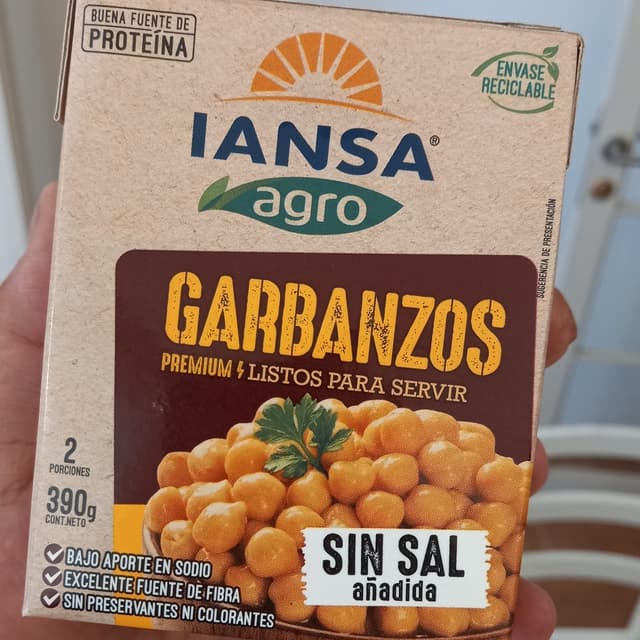 BUENA FUENTE DE
PROTEÍNA
ENVASE
RECICLABLE
IANSA®
agro
SUGERENCIA DE PRESENTACIÓN
GARBANZOS
PREMIUM LISTOS PARA SERVIR
2
PORCIONES
390g
CONT.NETO
BAJO APORTE EN SODIO
EXCELENTE FUENTE DE FIBRA
SIN PRESERVANTES NI COLORANTES
SIN SAL
añadida